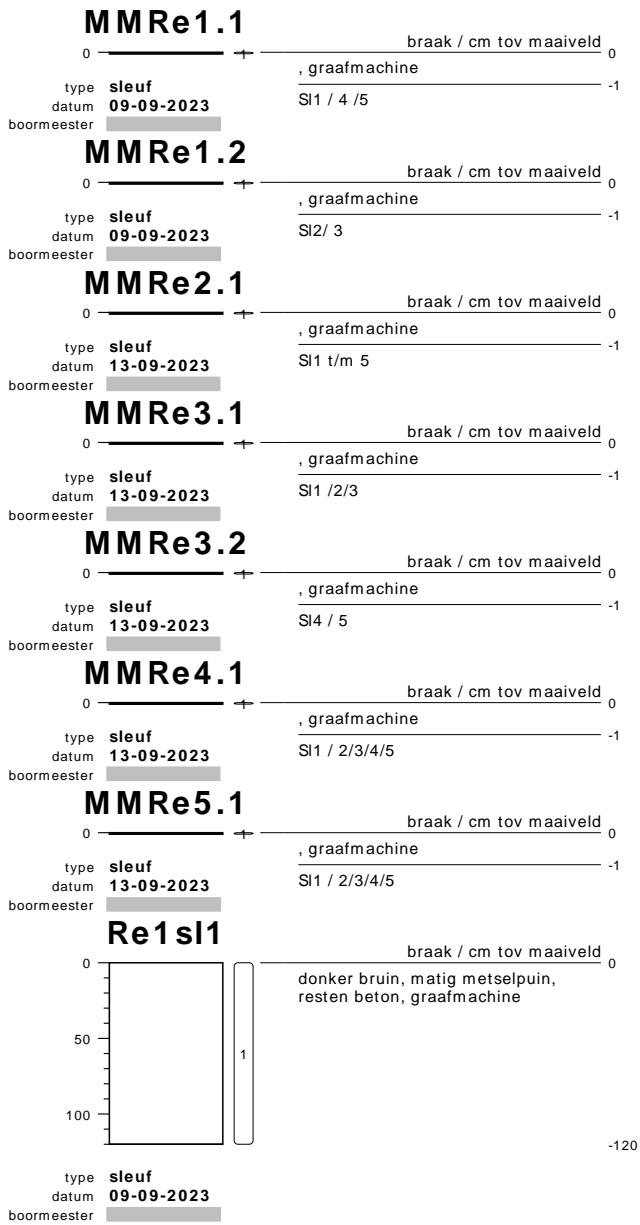 MMRe1.1
braak / cm tov maaiveld
0 1 0
, graafmachine
-1
type sleuf
Sl1 / 4 /5
datum 09-09-2023
boormeester
MMRe1.2
braak / cm tov maaiveld
0 1 0
, graafmachine
-1
type sleuf
Sl2/ 3
datum 09-09-2023
boormeester
MMRe2.1
braak / cm tov maaiveld
0 1 0
, graafmachine
-1
type sleuf
Sl1 t/m 5
datum 13-09-2023
boormeester
MMRe3.1
braak / cm tov maaiveld
0 1 0
, graafmachine
-1
type sleuf
Sl1 /2/3
datum 13-09-2023
boormeester
MMRe3.2
braak / cm tov maaiveld
0 1 0
, graafmachine
-1
type sleuf
Sl4 / 5
datum 13-09-2023
boormeester
MMRe4.1
braak / cm tov maaiveld
0 1 0
, graafmachine
-1
type sleuf
Sl1 / 2/3/4/5
datum 13-09-2023
boormeester
MMRe5.1
braak / cm tov maaiveld
0 1 0
, graafmachine
-1
type sleuf
Sl1 / 2/3/4/5
datum 13-09-2023
boormeester
Re1sl1
braak / cm tov maaiveld
0 0
donker bruin, matig metselpuin,
resten beton, graafmachine
50
1
100
-120
type sleuf
datum 09-09-2023
boormeester